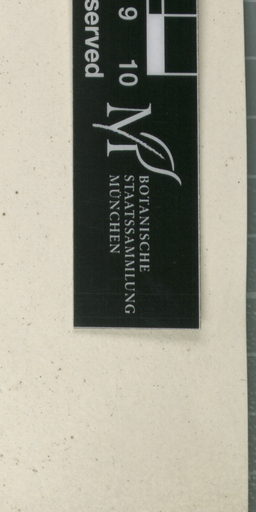 9 10
served
M
BOTANISCHE
STAATSSAMMLUNG
MÜNCHEN